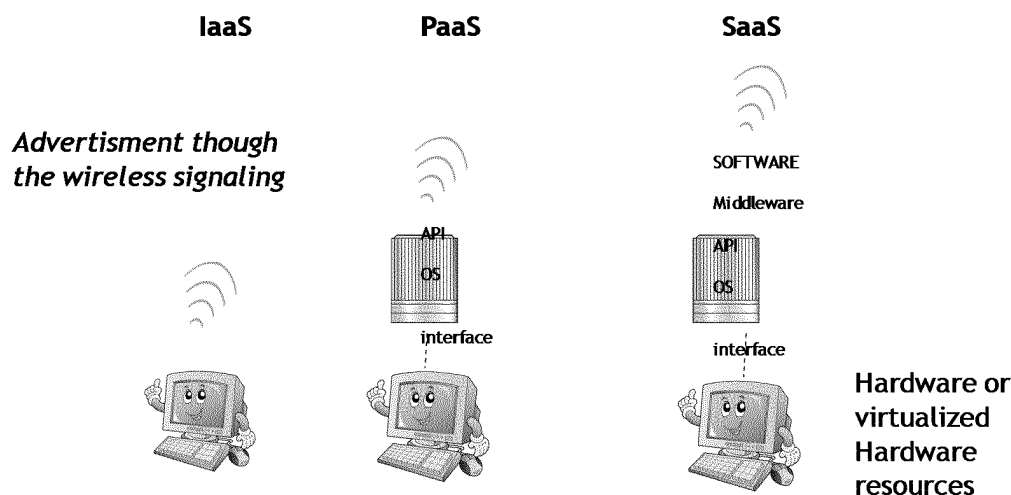 IaaS
PaaS
SaaS
Advertisment though
the wireless signaling
API
OS
interface
SOFTWARE
Middleware
API
OS
interface
Hardware or
virtualized
Hardware
resources